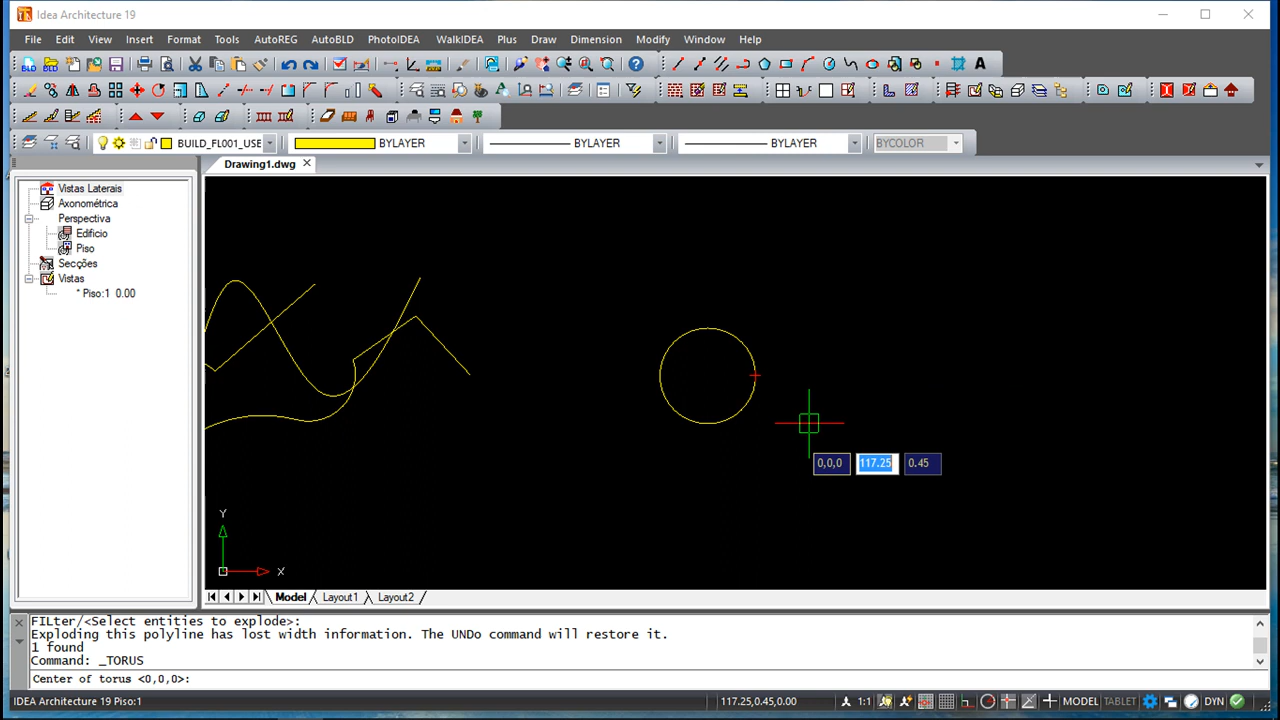 Idea Architecture 19
File Edit View Insert Format Tools AutoREG AutoBLD PhotoIDEA WalkIDEA Plus Draw Dimension Modify Window Help
BUILD_FL001_USE BYLAYER BYLAYER BYLAYER BYCOLOR
Drawing1.dwg
Vistas Laterais
Axonométrica
Perspectiva
Edificio
Piso
Secções
Vistas
* Piso:1 0.00
0,0,0 117.25 0.45
Y
X
Model Layout1 Layout2
FILter/<Select entities to explode>:
Exploding this polyline has lost width information. The UNDo command will restore it.
1 found
Command: _TORUS
Center of torus <0,0,0>:
IDEA Architecture 19 Piso:1 117.25,0.45,0.00 1:1 MODEL TABLET DYN